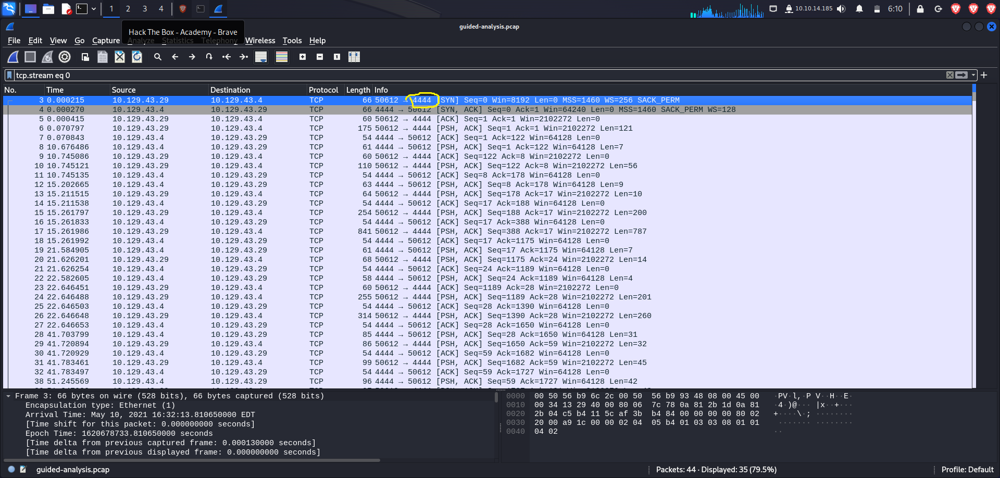 1 2 3 4 10.10.14.185 6:10
guided-analysis.pcap
Hack The Box - Academy - Brave
File Edit View Go Capture Analyze Statistics Telephony Wireless Tools Help
tcp.stream eq 0
No. Time Source Destination Protocol Length Info
3 0.000215 10.129.43.29 10.129.43.4 TCP 66 50612 → 4444 [SYN] Seq=0 Win=8192 Len=0 MSS=1460 WS=256 SACK_PERM
4 0.000270 10.129.43.4 10.129.43.29 TCP 66 4444 → 50612 [SYN, ACK] Seq=0 Ack=1 Win=64240 Len=0 MSS=1460 SACK_PERM WS=128
5 0.000415 10.129.43.29 10.129.43.4 TCP 60 50612 → 4444 [ACK] Seq=1 Ack=1 Win=2102272 Len=0
6 0.070797 10.129.43.29 10.129.43.4 TCP 175 50612 → 4444 [PSH, ACK] Seq=1 Ack=1 Win=2102272 Len=121
7 0.070843 10.129.43.4 10.129.43.29 TCP 54 4444 → 50612 [ACK] Seq=1 Ack=122 Win=64128 Len=0
8 10.676486 10.129.43.4 10.129.43.29 TCP 61 4444 → 50612 [PSH, ACK] Seq=1 Ack=122 Win=64128 Len=7
9 10.745086 10.129.43.29 10.129.43.4 TCP 60 50612 → 4444 [ACK] Seq=122 Ack=8 Win=2102272 Len=0
10 10.745121 10.129.43.29 10.129.43.4 TCP 110 50612 → 4444 [PSH, ACK] Seq=122 Ack=8 Win=2102272 Len=56
11 10.745135 10.129.43.4 10.129.43.29 TCP 54 4444 → 50612 [ACK] Seq=8 Ack=178 Win=64128 Len=0
12 15.202665 10.129.43.4 10.129.43.29 TCP 63 4444 → 50612 [PSH, ACK] Seq=8 Ack=178 Win=64128 Len=9
13 15.211515 10.129.43.29 10.129.43.4 TCP 64 50612 → 4444 [PSH, ACK] Seq=178 Ack=17 Win=2102272 Len=10
14 15.211538 10.129.43.4 10.129.43.29 TCP 54 4444 → 50612 [ACK] Seq=17 Ack=188 Win=64128 Len=0
15 15.261797 10.129.43.29 10.129.43.4 TCP 254 50612 → 4444 [PSH, ACK] Seq=188 Ack=17 Win=2102272 Len=200
16 15.261833 10.129.43.4 10.129.43.29 TCP 54 4444 → 50612 [ACK] Seq=17 Ack=388 Win=64128 Len=0
17 15.261986 10.129.43.29 10.129.43.4 TCP 841 50612 → 4444 [PSH, ACK] Seq=388 Ack=17 Win=2102272 Len=787
18 15.261992 10.129.43.4 10.129.43.29 TCP 54 4444 → 50612 [ACK] Seq=17 Ack=1175 Win=64128 Len=0
19 21.584905 10.129.43.4 10.129.43.29 TCP 61 4444 → 50612 [PSH, ACK] Seq=17 Ack=1175 Win=64128 Len=7
20 21.626201 10.129.43.29 10.129.43.4 TCP 68 50612 → 4444 [PSH, ACK] Seq=1175 Ack=24 Win=2102272 Len=14
21 21.626254 10.129.43.4 10.129.43.29 TCP 54 4444 → 50612 [ACK] Seq=24 Ack=1189 Win=64128 Len=0
22 22.582605 10.129.43.4 10.129.43.29 TCP 58 4444 → 50612 [PSH, ACK] Seq=24 Ack=1189 Win=64128 Len=4
23 22.646451 10.129.43.29 10.129.43.4 TCP 60 50612 → 4444 [ACK] Seq=1189 Ack=28 Win=2102272 Len=0
24 22.646488 10.129.43.29 10.129.43.4 TCP 255 50612 → 4444 [PSH, ACK] Seq=1189 Ack=28 Win=2102272 Len=201
25 22.646503 10.129.43.4 10.129.43.29 TCP 54 4444 → 50612 [ACK] Seq=28 Ack=1390 Win=64128 Len=0
26 22.646648 10.129.43.29 10.129.43.4 TCP 314 50612 → 4444 [PSH, ACK] Seq=1390 Ack=28 Win=2102272 Len=260
27 22.646653 10.129.43.4 10.129.43.29 TCP 54 4444 → 50612 [ACK] Seq=28 Ack=1650 Win=64128 Len=0
28 41.703799 10.129.43.4 10.129.43.29 TCP 85 4444 → 50612 [PSH, ACK] Seq=28 Ack=1650 Win=64128 Len=31
29 41.720894 10.129.43.29 10.129.43.4 TCP 86 50612 → 4444 [PSH, ACK] Seq=1650 Ack=59 Win=2102272 Len=32
30 41.720929 10.129.43.4 10.129.43.29 TCP 54 4444 → 50612 [ACK] Seq=59 Ack=1682 Win=64128 Len=0
31 41.783461 10.129.43.29 10.129.43.4 TCP 99 50612 → 4444 [PSH, ACK] Seq=1682 Ack=59 Win=2102272 Len=45
32 41.783497 10.129.43.4 10.129.43.29 TCP 54 4444 → 50612 [ACK] Seq=59 Ack=1727 Win=64128 Len=0
38 51.245569 10.129.43.4 10.129.43.29 TCP 96 4444 → 50612 [PSH, ACK] Seq=59 Ack=1727 Win=64128 Len=42
Frame 3: 66 bytes on wire (528 bits), 66 bytes captured (528 bits)
Encapsulation type: Ethernet (1)
Arrival Time: May 10, 2021 16:32:13.810650000 EDT
[Time shift for this packet: 0.000000000 seconds]
Epoch Time: 1620678733.810650000 seconds
[Time delta from previous captured frame: 0.000130000 seconds]
[Time delta from previous displayed frame: 0.000000000 seconds]
0000 00 50 56 b9 6c 2c 00 50 56 b9 93 48 08 00 45 00 ·PV·l,·P V··H··E·
0010 00 34 13 29 40 00 80 06 7c 78 0a 81 2b 1d 0a 81 ·4·)@··· |x··+···
0020 2b 04 c5 b4 11 5c af 3b b4 84 00 00 00 00 80 02 +····\·; ········
0030 20 00 a9 1c 00 00 02 04 05 b4 01 03 03 08 01 01 ······· ········
0040 04 02 ··
guided-analysis.pcap
Packets: 44 · Displayed: 35 (79.5%)
Profile: Default